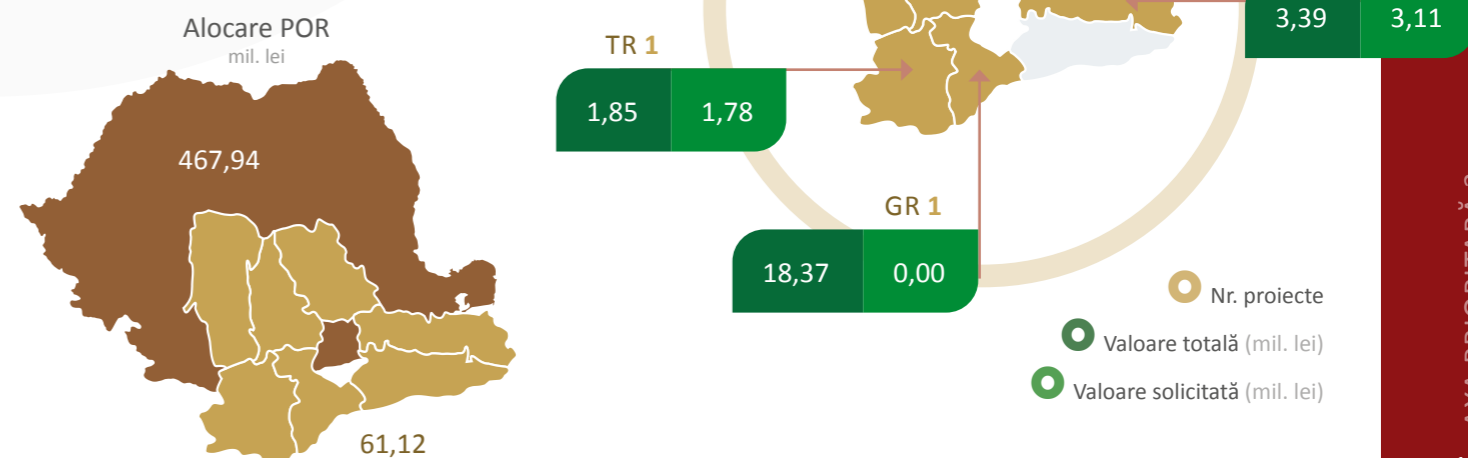 Alocare POR
mil. lei
467,94
61,12
TR 1
1,85 1,78
GR 1
18,37 0,00
3,39 3,11
Nr. proiecte
Valoare totală (mil. lei)
Valoare solicitată (mil. lei)